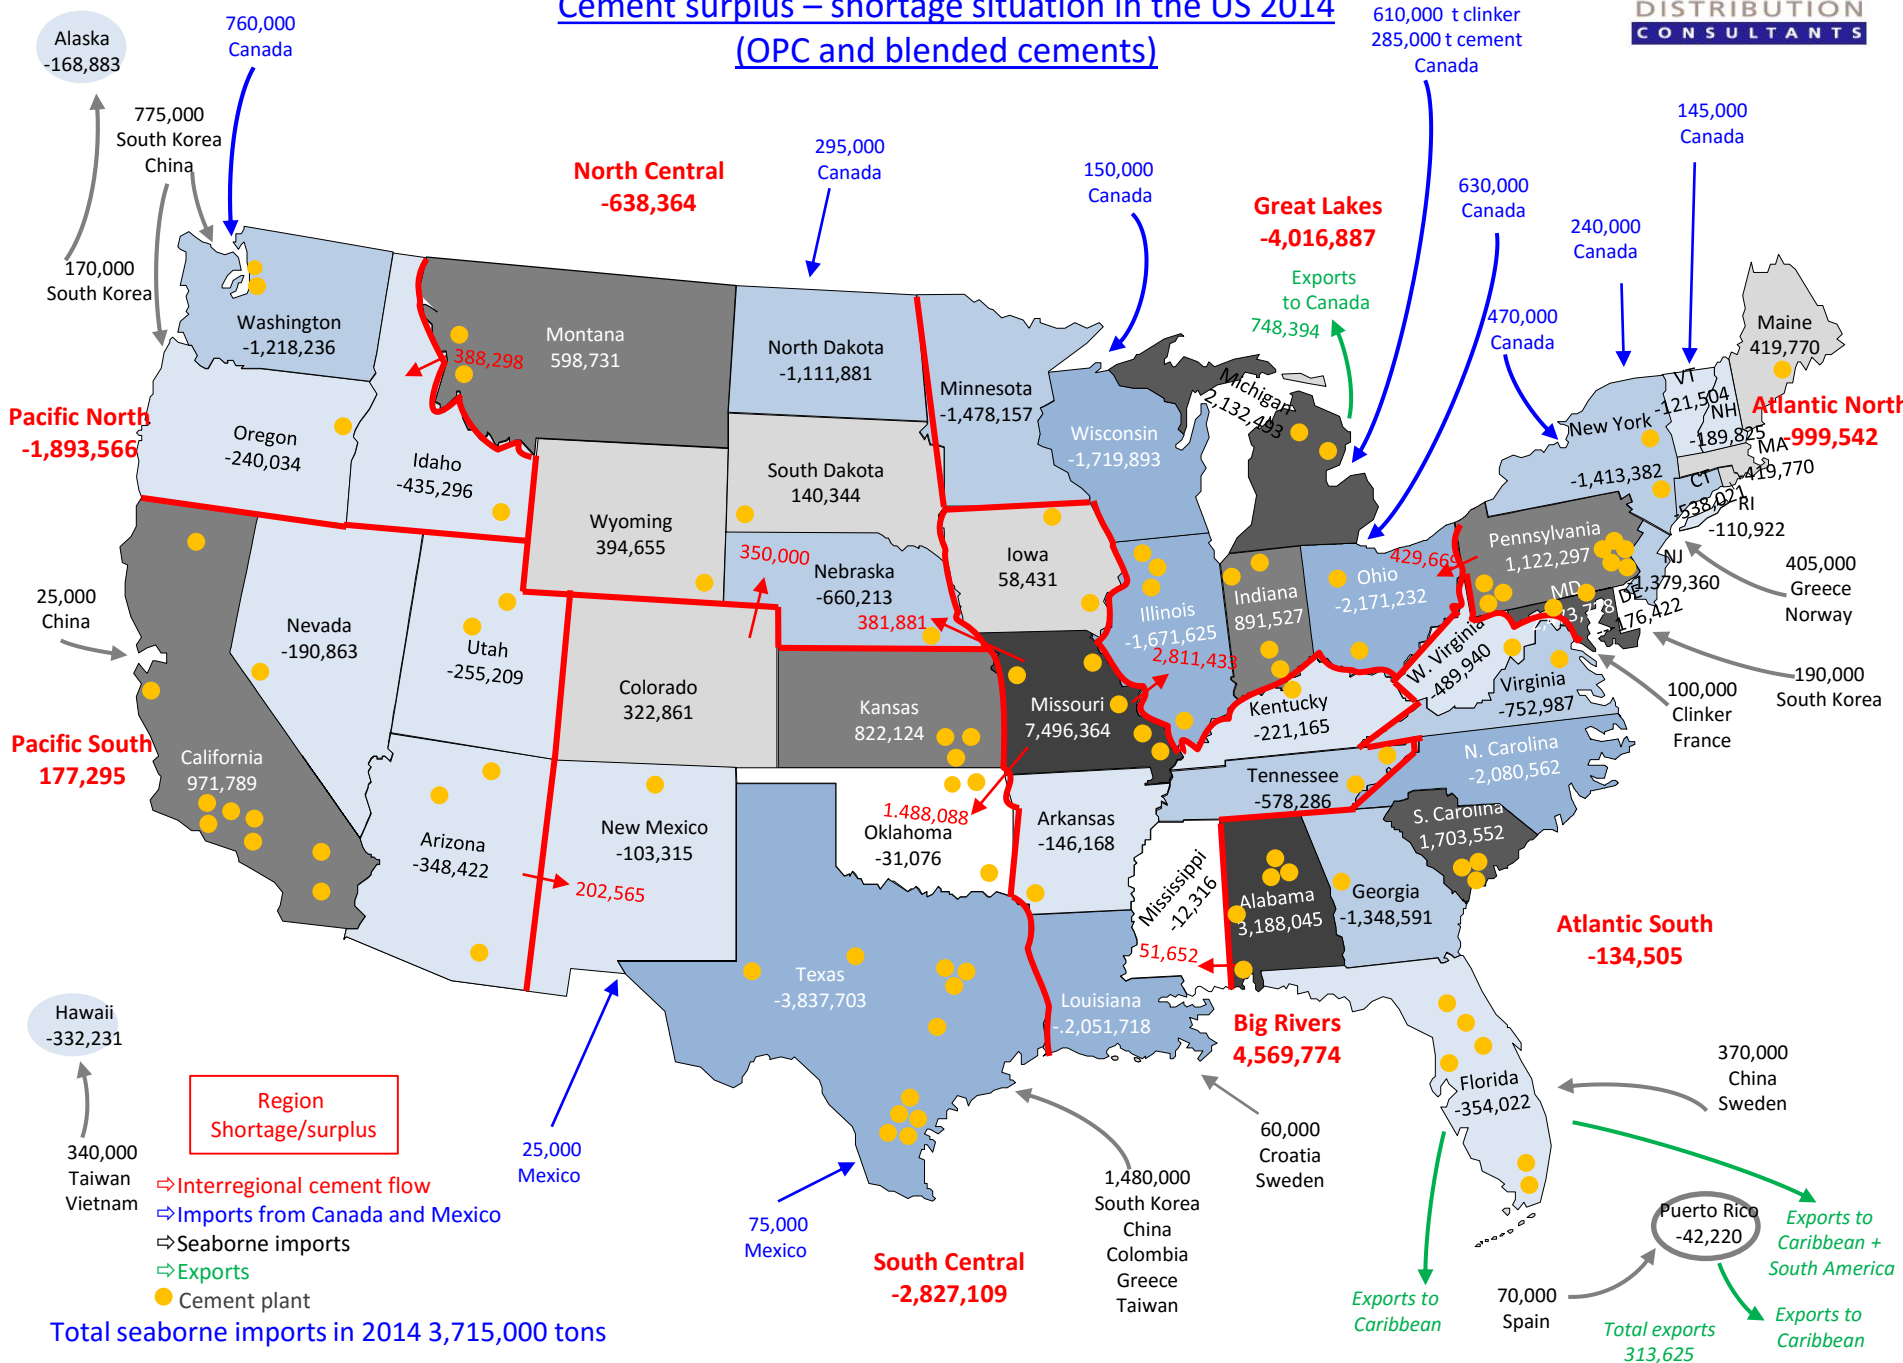 Cement surplus – shortage situation in the US 2014
(OPC and blended cements)
DISTRIBUTION
CONSULTANTS
Alaska
-168,883
760,000
Canada
775,000
South Korea
China
170,000
South Korea
North Central
-638,364
295,000
Canada
150,000
Canada
Great Lakes
-4,016,887
Exports
to Canada
748,394
610,000 t clinker
285,000 t cement
Canada
630,000
Canada
470,000
Canada
240,000
Canada
145,000
Canada
Washington
-1,218,236
Montana
598,731
388,298
North Dakota
-1,111,881
Minnesota
-1,478,157
Wisconsin
-1,719,893
Michigan
2,132,493
Maine
419,770
VT
-121,504
NH
-189,825
Atlantic North
-999,542
MA
-419,770
New York
-1,413,382
CT
-538,021
RI
-110,922
Pacific North
-1,893,566
Oregon
-240,034
Idaho
-435,296
Wyoming
394,655
South Dakota
140,344
Nebraska
-660,213
350,000
381,881
Iowa
58,431
Illinois
-1,671,625
2,811,433
Indiana
891,527
Ohio
-2,171,232
429,669
Pennsylvania
1,122,297
NJ
-1,379,360
MD
DE
-176,422
405,000
Greece
Norway
190,000
South Korea
100,000
Clinker
France
25,000
China
Nevada
-190,863
Utah
-255,209
Colorado
322,861
Kansas
822,124
Missouri
7,496,364
Kentucky
-221,165
W. Virginia
-489,940
Virginia
-752,987
Pacific South
177,295
California
971,789
Arizona
-348,422
202,565
New Mexico
-103,315
1.488,088
Oklahoma
-31,076
Arkansas
-146,168
Tennessee
-578,286
N. Carolina
-2,080,562
S. Carolina
1,703,552
Mississippi
-12,316
51,652
Alabama
3,188,045
Georgia
-1,348,591
Atlantic South
-134,505
Texas
-3,837,703
Louisiana
-.2,051,718
Big Rivers
4,569,774
Florida
-354,022
370,000
China
Sweden
Hawaii
-332,231
340,000
Taiwan
Vietnam
25,000
Mexico
75,000
Mexico
South Central
-2,827,109
1,480,000
South Korea
China
Colombia
Greece
Taiwan
60,000
Croatia
Sweden
Exports to
Caribbean
70,000
Spain
Puerto Rico
-42,220
Exports to
Caribbean +
South America
Exports to
Caribbean
Total exports
313,625
Region
Shortage/surplus
⇨Interregional cement flow
⇨Imports from Canada and Mexico
⇨Seaborne imports
⇨Exports
Cement plant
Total seaborne imports in 2014 3,715,000 tons